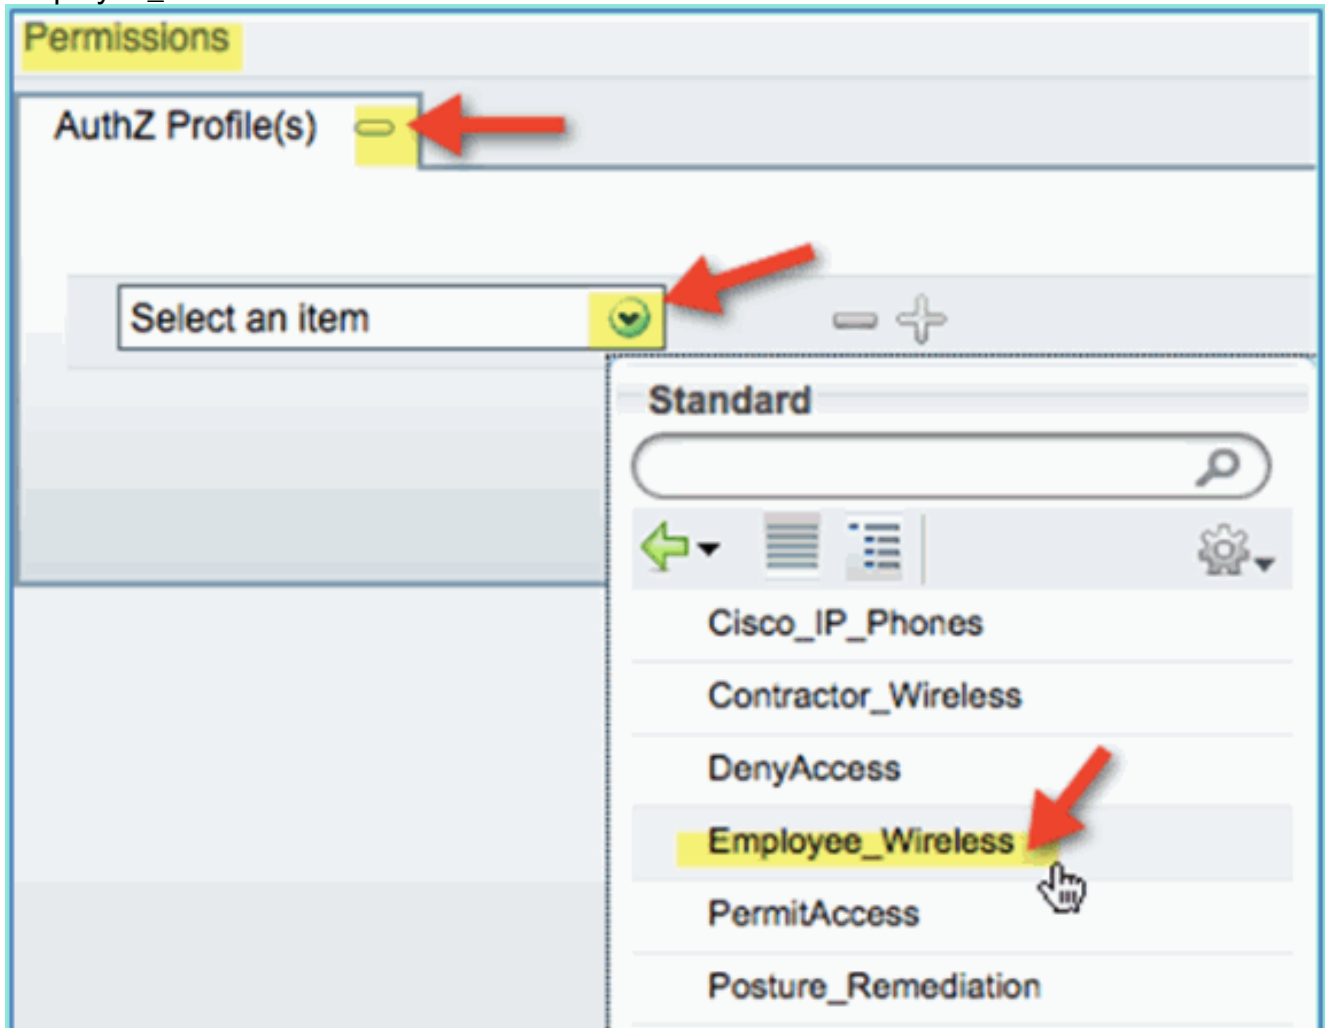 Permissions
AuthZ Profile(s)
Select an item
Standard
Cisco_IP_Phones
Contractor_Wireless
DenyAccess
Employee_Wireless
PermitAccess
Posture_Remediation